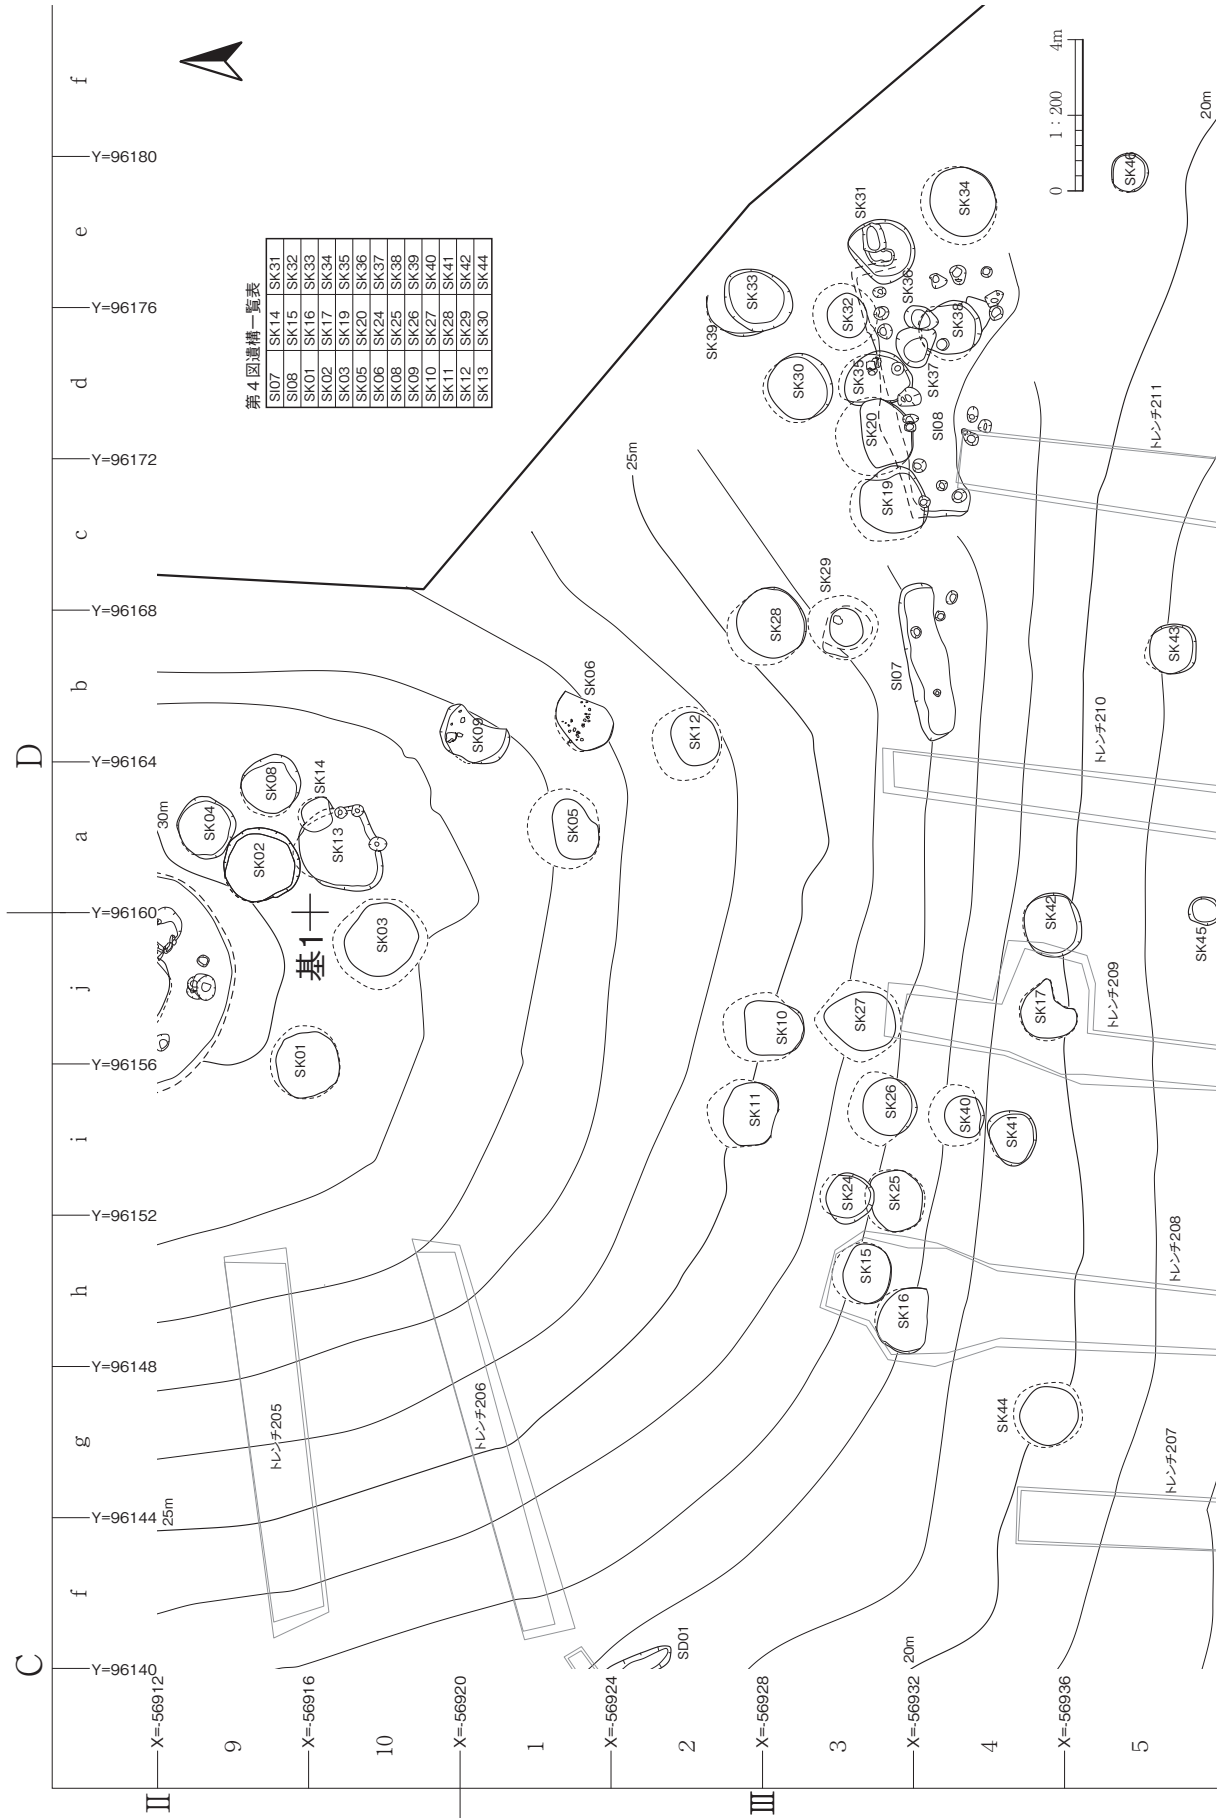 C
D
f
g
h
i
j
a
b
c
d
e
f
Y=96140
Y=96144
Y=96148
Y=96152
Y=96156
Y=96160
Y=96164
Y=96168
Y=96172
Y=96176
Y=96180
II
III
X=-56912
9
X=-56916
10
X=-56920
1
X=-56924
2
X=-56928
3
X=-56932
4
X=-56936
5
第4図遺構一覧表
SI07 SK14 SK31
SI08 SK15 SK32
SK01 SK16 SK33
SK02 SK17 SK34
SK03 SK19 SK35
SK05 SK20 SK36
SK06 SK24 SK37
SK08 SK25 SK38
SK09 SK26 SK39
SK10 SK27 SK40
SK11 SK28 SK41
SK12 SK29 SK42
SK13 SK30 SK44
0
1 : 200
4m
基1
30m
25m
25m
20m
20m
SK01
SK02
SK03
SK04
SK08
SK14
SK13
SK09
SK06
SK05
SK12
SK28
SK29
SI07
SK10
SK11
SK27
SK26
SK40
SK41
SK24
SK25
SK15
SK16
SK17
SK42
SK43
SK44
SK45
SK46
SK39
SK33
SK30
SK32
SK31
SK36
SK34
SK35
SK37
SK38
SK20
SK19
SI08
SD01
トレンチ205
トレンチ206
トレンチ207
トレンチ208
トレンチ209
トレンチ210
トレンチ211